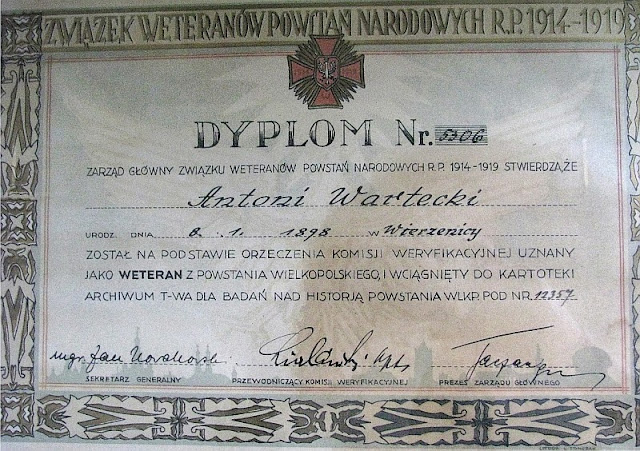 ZWIĄZEK WETERANÓW POWSTAŃ NARODOWYCH R.P. 1914-1919
DYPLOM Nr. 5306
ZARZĄD GŁÓWNY ZWIĄZKU WETERANÓW POWSTAŃ NARODOWYCH R.P. 1914-1919 STWIERDZA, ŻE
Antoni Wartecki
URODZ. DNIA 6. 1. 1898 W Wierzenicy
ZOSTAŁ NA PODSTAWIE ORZECZENIA KOMISJI WERYFIKACYJNEJ UZNANY
JAKO WETERAN Z POWSTANIA WIELKOPOLSKIEGO, I WCIĄGNIĘTY DO KARTOTEKI
ARCHIWUM T-WA DLA BADAŃ NAD HISTORJĄ POWSTANIA WLKP. POD NR. 12357
mgr. Jan
SEKRETARZ GENERALNY PRZEWODNICZĄCY KOMISJI WERYFIKACYJNEJ PREZES ZARZĄDU GŁÓWNEGO